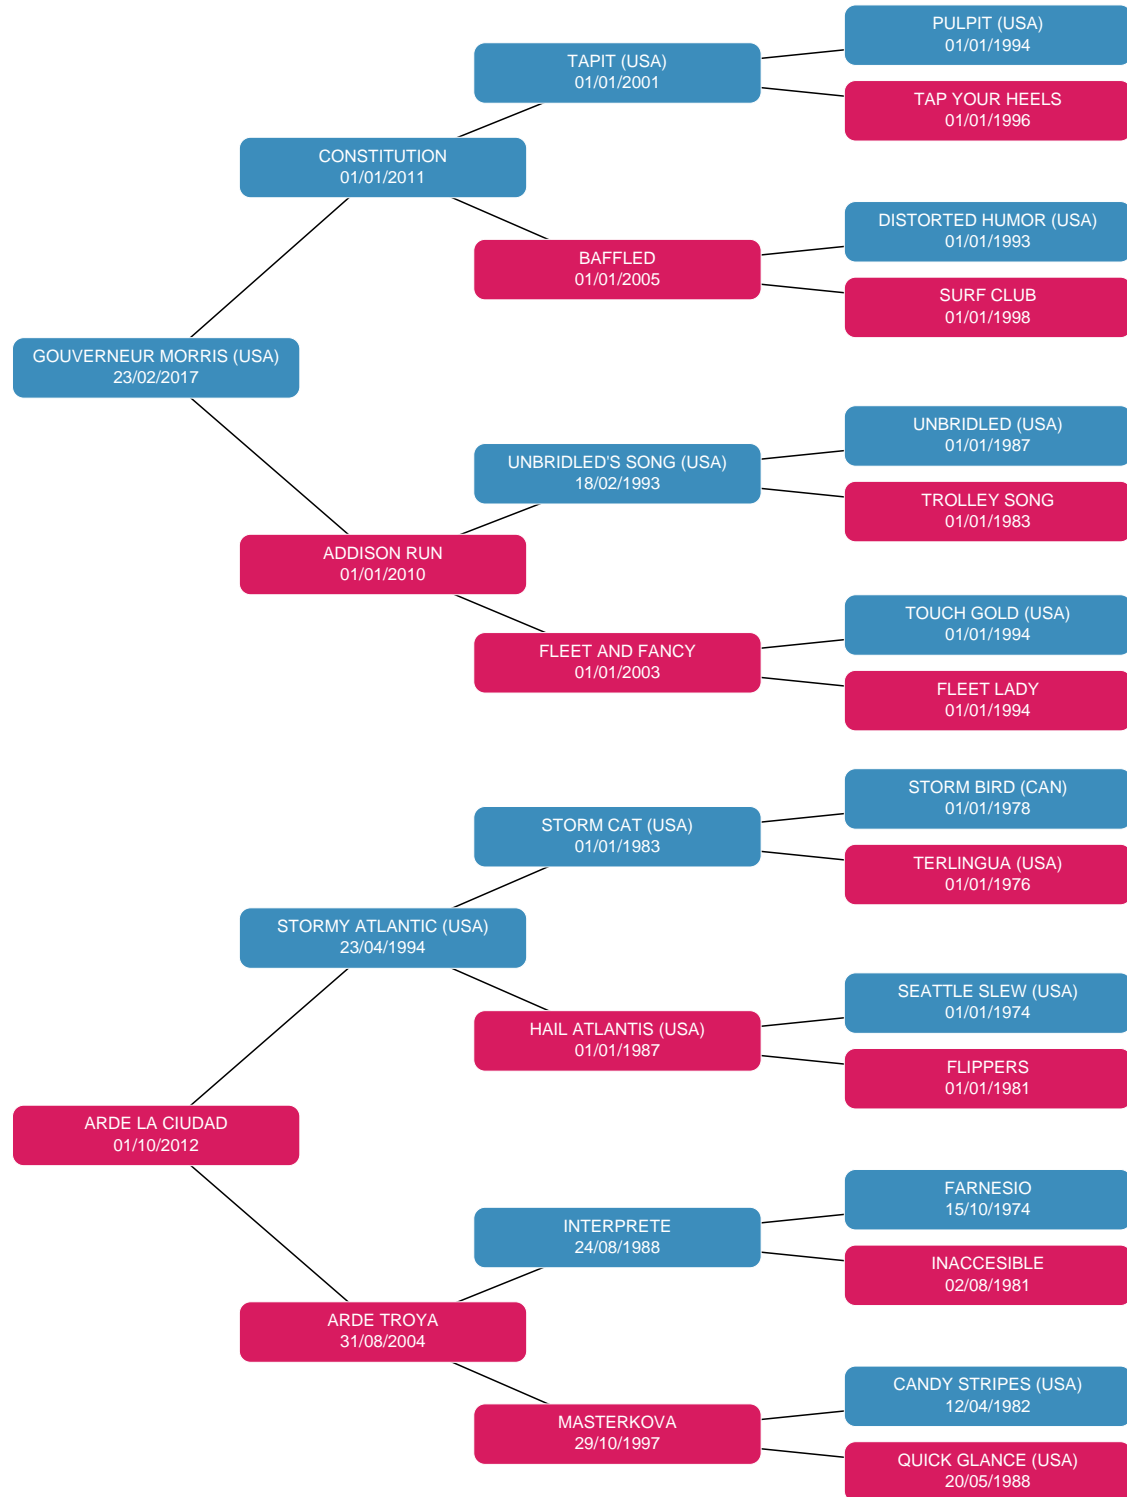 PULPIT (USA)
01/01/1994
TAPIT (USA)
01/01/2001
TAP YOUR HEELS
01/01/1996
CONSTITUTION
01/01/2011
DISTORTED HUMOR (USA)
01/01/1993
BAFFLED
01/01/2005
SURF CLUB
01/01/1998
GOUVERNEUR MORRIS (USA)
23/02/2017
UNBRIDLED (USA)
01/01/1987
UNBRIDLED'S SONG (USA)
18/02/1993
TROLLEY SONG
01/01/1983
ADDISON RUN
01/01/2010
TOUCH GOLD (USA)
01/01/1994
FLEET AND FANCY
01/01/2003
FLEET LADY
01/01/1994
STORM BIRD (CAN)
01/01/1978
STORM CAT (USA)
01/01/1983
TERLINGUA (USA)
01/01/1976
STORMY ATLANTIC (USA)
23/04/1994
SEATTLE SLEW (USA)
01/01/1974
HAIL ATLANTIS (USA)
01/01/1987
FLIPPERS
01/01/1981
ARDE LA CIUDAD
01/10/2012
FARNESIO
15/10/1974
INTERPRETE
24/08/1988
INACCESIBLE
02/08/1981
ARDE TROYA
31/08/2004
CANDY STRIPES (USA)
12/04/1982
MASTERKOVA
29/10/1997
QUICK GLANCE (USA)
20/05/1988